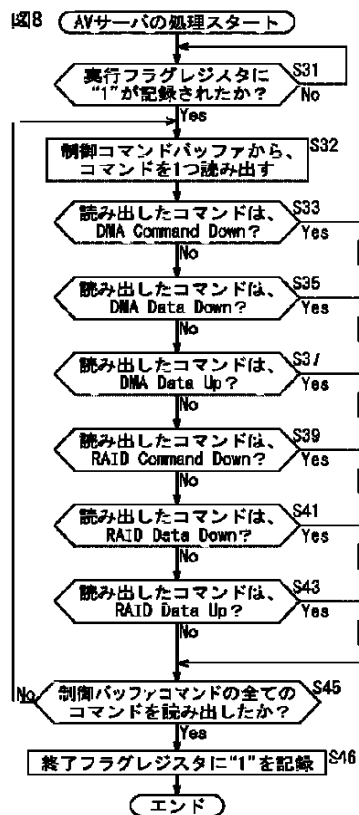 図8
AVサーバの処理スタート
実行フラグレジスタに
“1”が記録されたか?
S31
No
Yes
制御コマンドバッファから、
コマンドを1つ読み出す
S32
読み出したコマンドは、
DMA Command Down?
S33
Yes
No
読み出したコマンドは、
DMA Data Down?
S35
Yes
No
読み出したコマンドは、
DMA Data Up?
S37
Yes
No
読み出したコマンドは、
RAID Command Down?
S39
Yes
No
読み出したコマンドは、
RAID Data Down?
S41
Yes
No
読み出したコマンドは、
RAID Data Up?
S43
Yes
No
No
制御バッファコマンドの全ての
コマンドを読み出したか?
S45
Yes
終了フラグレジスタに“1”を記録
S46
エンド